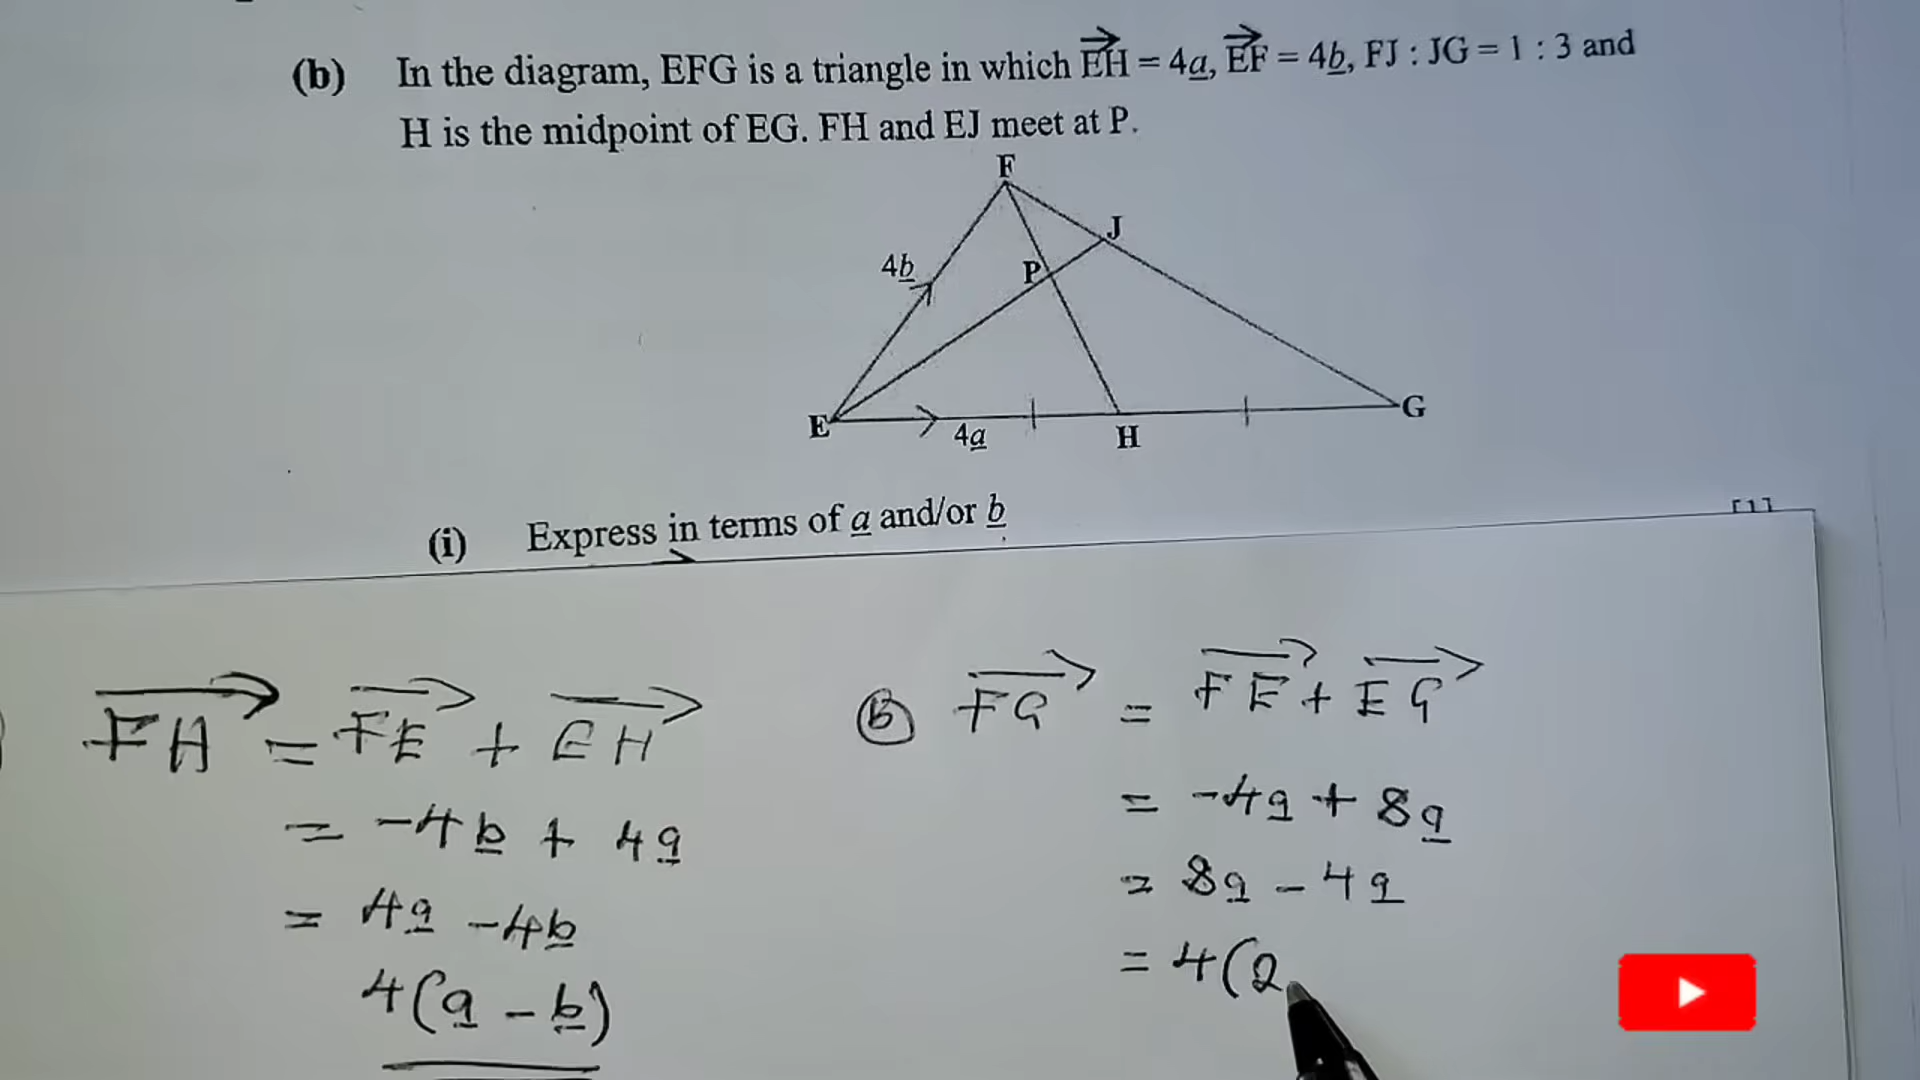 (b) In the diagram, EFG is a triangle in which EH = 4a, EF = 4b, FJ : JG = 1 : 3 and
H is the midpoint of EG. FH and EJ meet at P.
F
J
4b
P
E
4a
H
G
(i) Express in terms of a and/or b
[1]
FH = FE + EH
= -4b + 4a
= 4a - 4b
4(a - b)
(b) FG = FE + EG
= -4a + 8a
= 8a - 4a
= 4(2